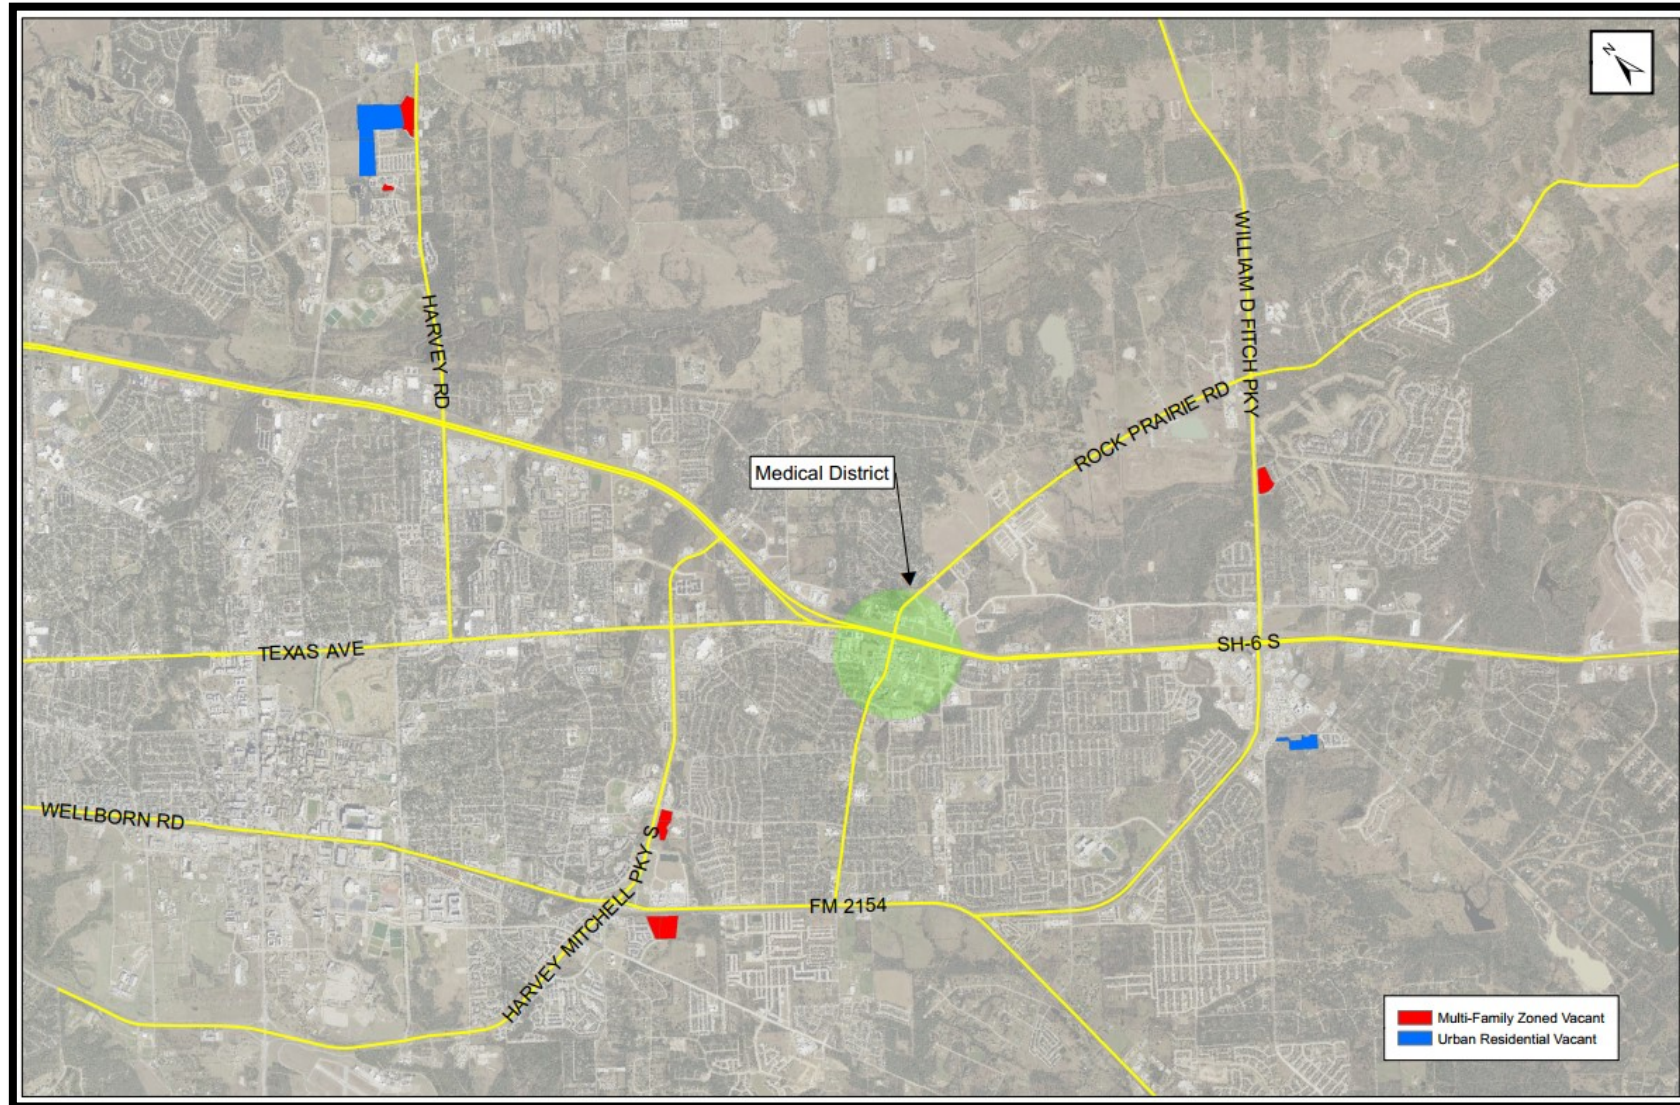 N
HARVEY RD
WILLIAM D FITCH PKY
ROCK PRAIRIE RD
Medical District
TEXAS AVE
SH-6 S
WELLBORN RD
HARVEY MITCHELL PKY S
FM 2154
Multi-Family Zoned Vacant
Urban Residential Vacant